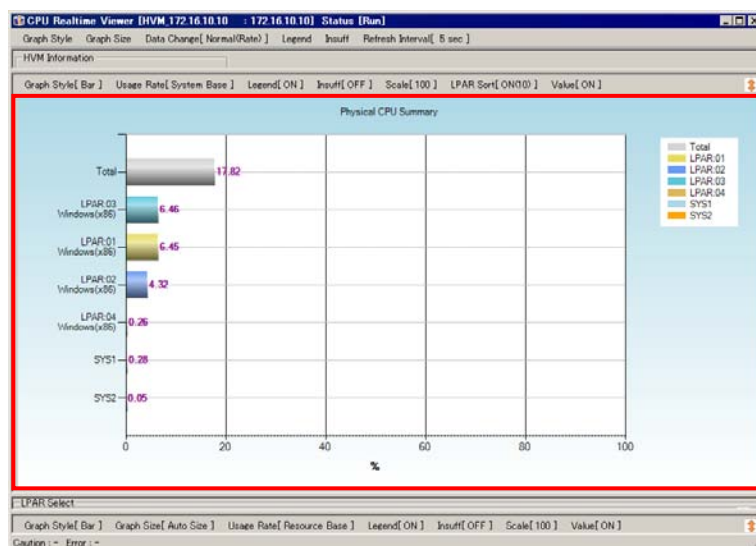 CPU Realtime Viewer [HVM_172.16.10.10 : 172.16.10.10] Status [Run]
Graph Style Graph Size Data Change[ Normal(Rate) ] Legend Insuff Refresh Interval[ 5 sec ]
HVM Information
Graph Style[ Bar ] Usage Rate[ System Base ] Legend[ ON ] Insuff[ OFF ] Scale[ 100 ] LPAR Sort[ ON(10) ] Value[ ON ]
Physical CPU Summary
Total 17.82
LPAR:03
Windows(x86) 6.46
LPAR:01
Windows(x86) 6.45
LPAR:02
Windows(x86) 4.32
LPAR:04
Windows(x86) 0.26
SYS1 0.28
SYS2 0.05
0 20 40 60 80 100
%
Total
LPAR:01
LPAR:02
LPAR:03
LPAR:04
SYS1
SYS2
LPAR Select
Graph Style[ Bar ] Graph Size[ Auto Size ] Usage Rate[ Resource Base ] Legend[ ON ] Insuff[ OFF ] Scale[ 100 ] Value[ ON ]
Caution : - Error : -